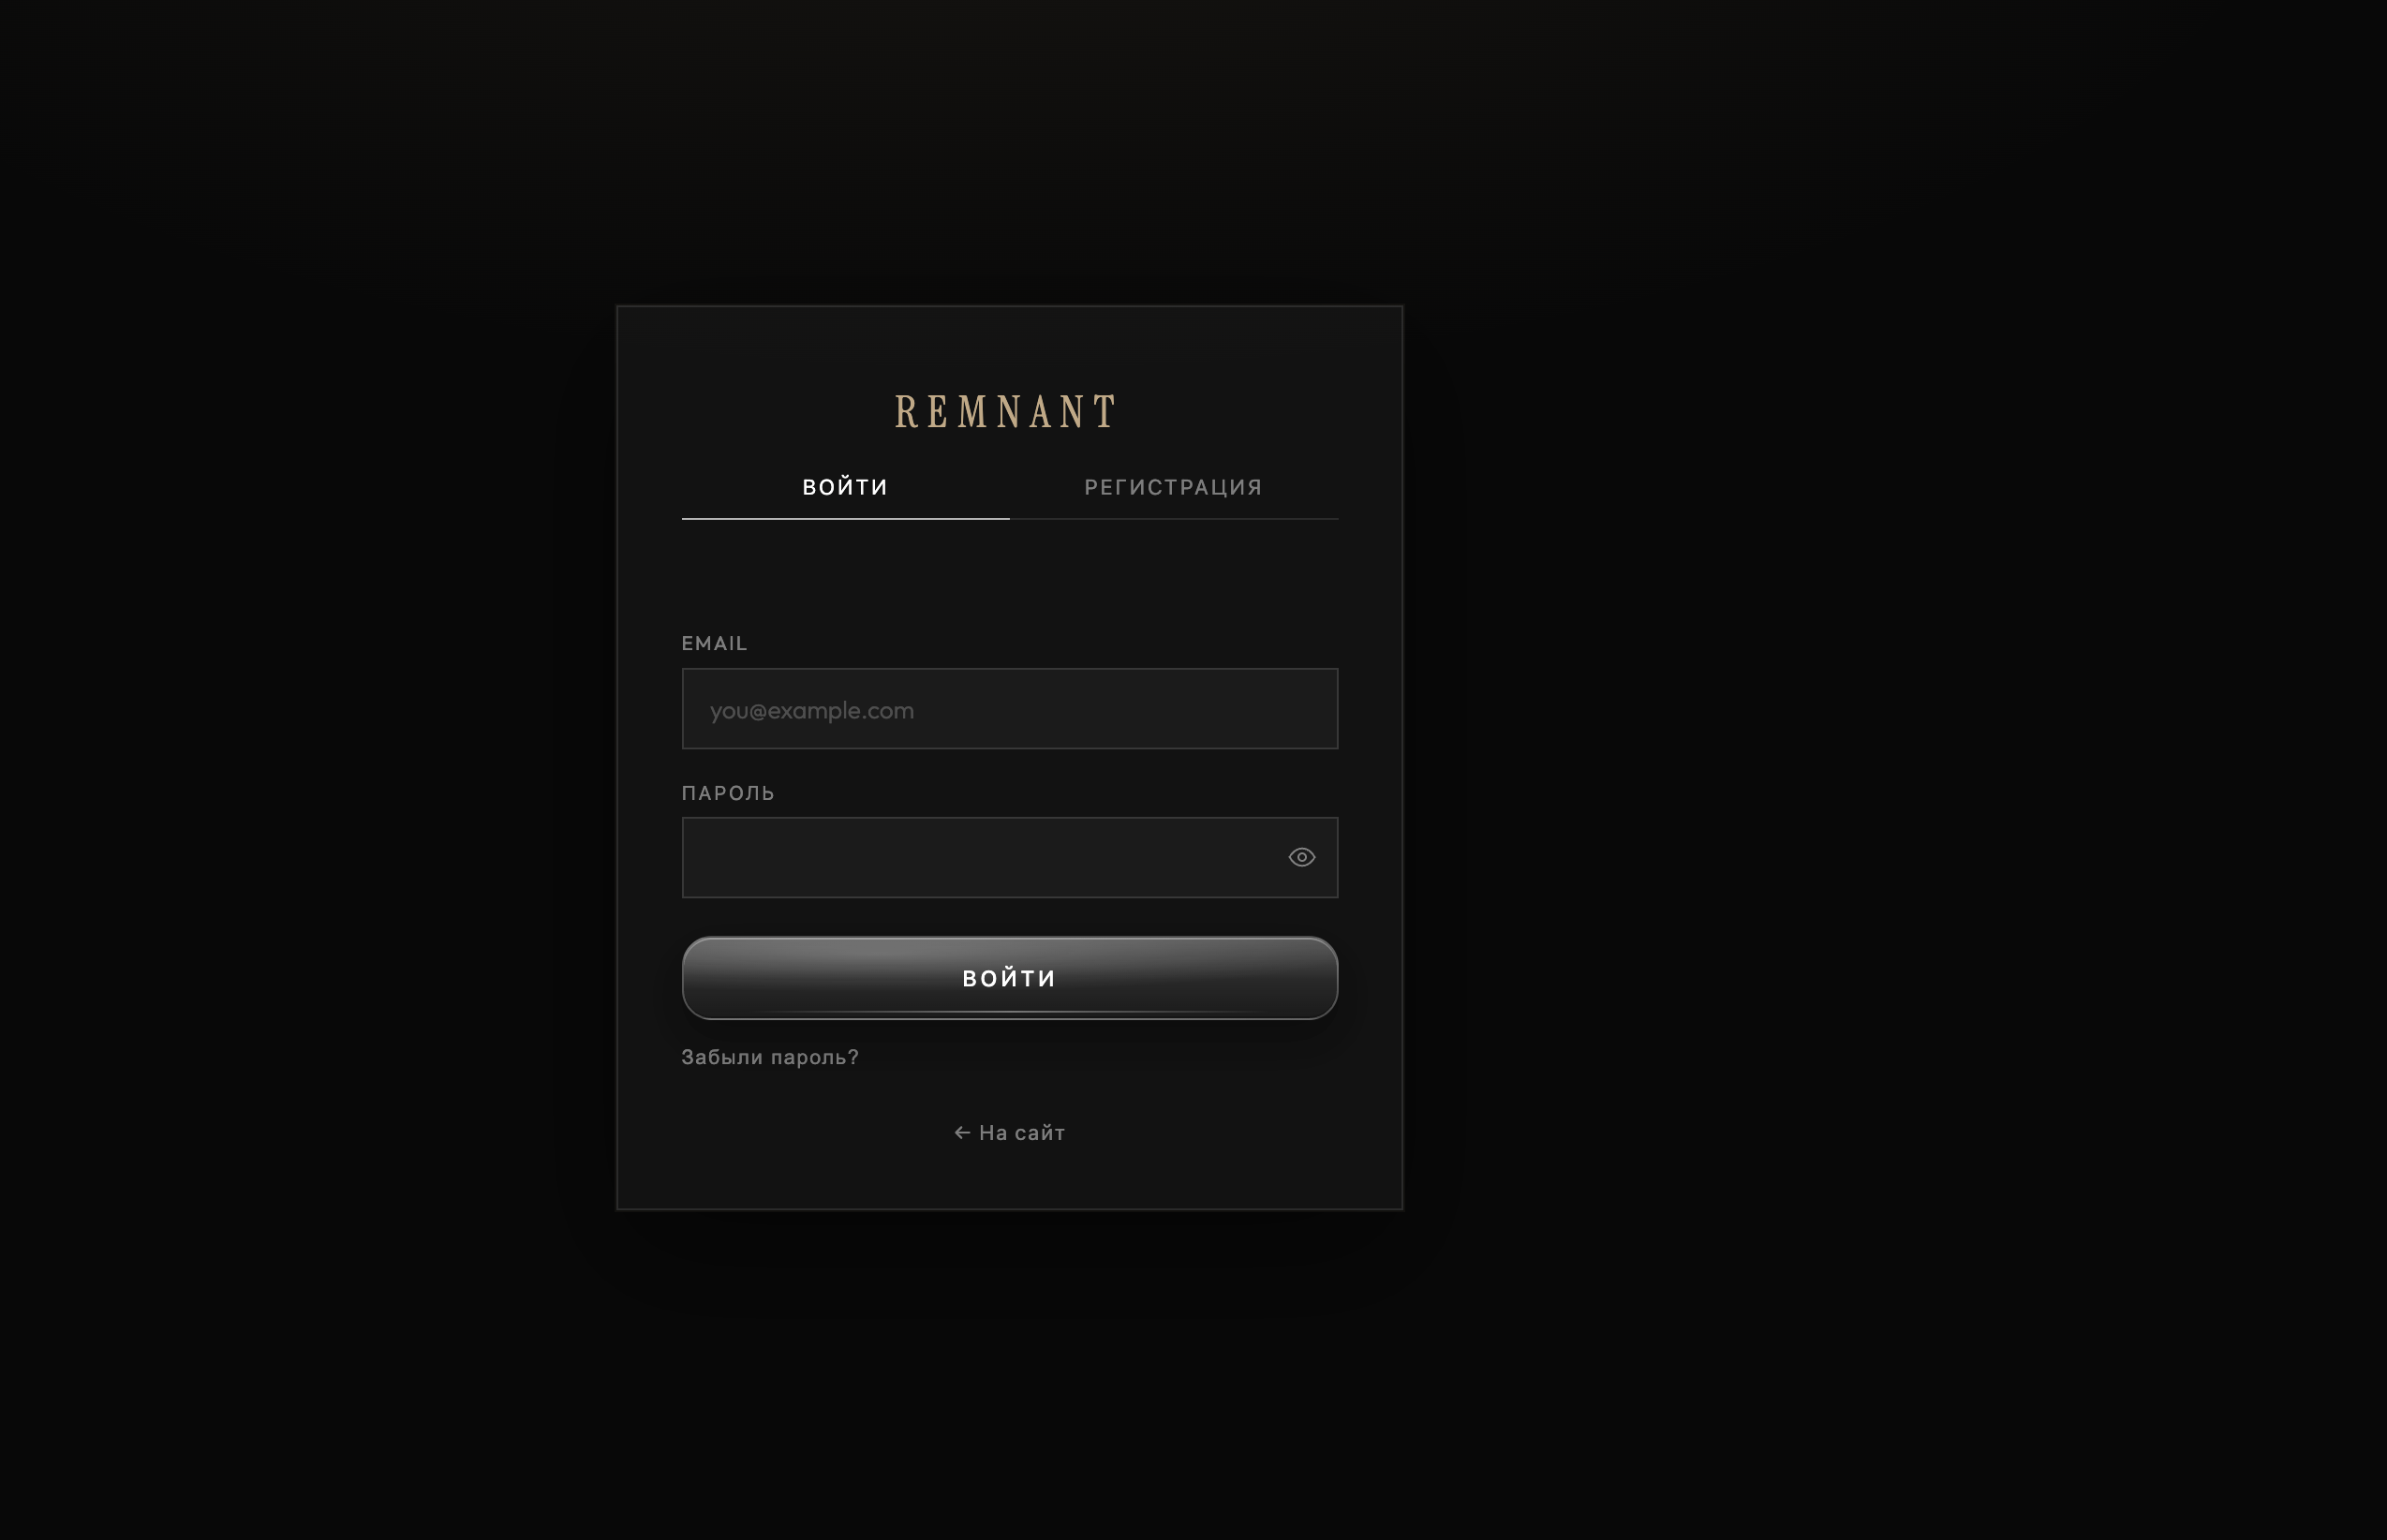 REMNANT
ВОЙТИ РЕГИСТРАЦИЯ
EMAIL
you@example.com
ПАРОЛЬ
ВОЙТИ
Забыли пароль?
← На сайт